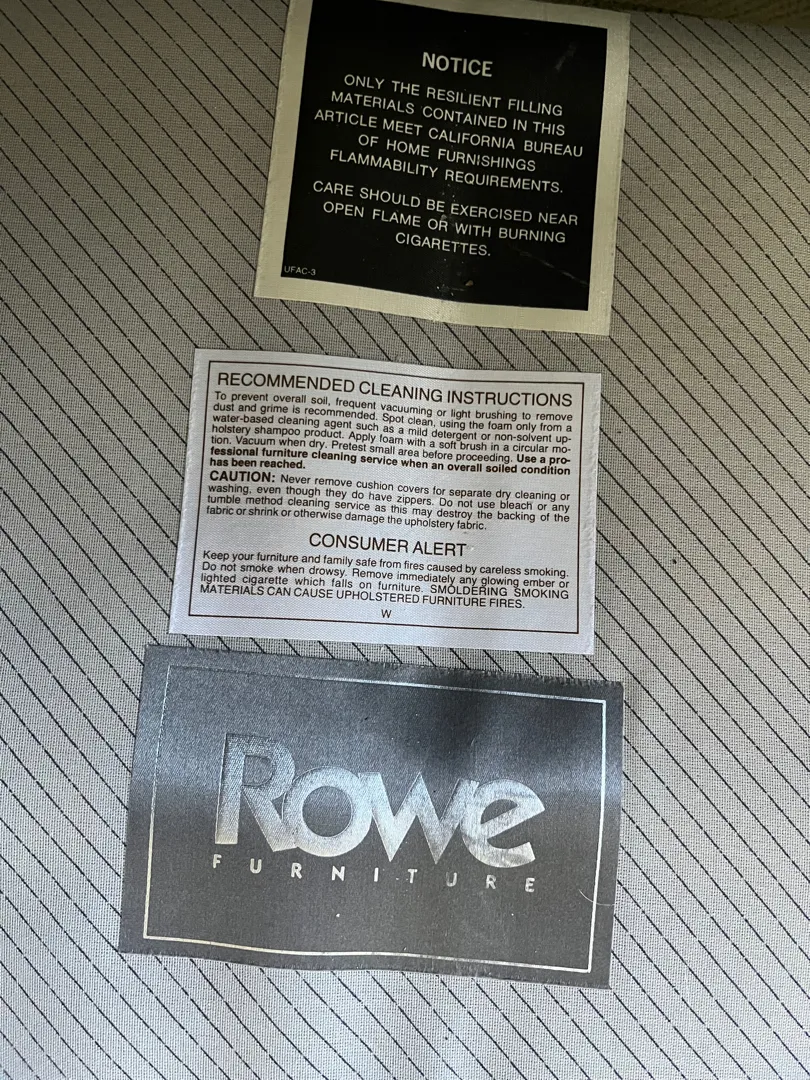 NOTICE
ONLY THE RESILIENT FILLING
MATERIALS CONTAINED IN THIS
ARTICLE MEET CALIFORNIA BUREAU
OF HOME FURNISHINGS
FLAMMABILITY REQUIREMENTS.
CARE SHOULD BE EXERCISED NEAR
OPEN FLAME OR WITH BURNING
CIGARETTES.
UFAC-3
RECOMMENDED CLEANING INSTRUCTIONS
To prevent overall soil, frequent vacuuming or light brushing to remove
dust and grime is recommended. Spot clean, using the foam only from a
water-based cleaning agent such as a mild detergent or non-solvent up-
holstery shampoo product. Apply foam with a soft brush in a circular mo-
tion. Vacuum when dry. Pretest small area before proceeding. Use a pro-
fessional furniture cleaning service when an overall soiled condition
has been reached.
CAUTION: Never remove cushion covers for separate dry cleaning or
washing, even though they do have zippers. Do not use bleach or any
tumble method cleaning service as this may destroy the backing of the
fabric or shrink or otherwise damage the upholstery fabric.
CONSUMER ALERT
Keep your furniture and family safe from fires caused by careless smoking.
Do not smoke when drowsy. Remove immediately any glowing ember or
lighted cigarette which falls on furniture. SMOLDERING SMOKING
MATERIALS CAN CAUSE UPHOLSTERED FURNITURE FIRES.
W
Rowe
FURNITURE